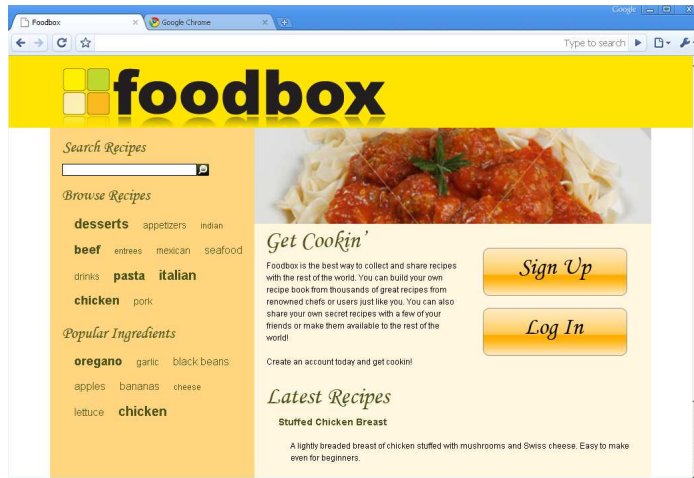 Google
Foodbox
Google Chrome
Type to search
foodbox
Search Recipes
Browse Recipes
desserts appetizers indian
beef entrees mexican seafood
drinks pasta italian
chicken pork
Popular Ingredients
oregano garlic black beans
apples bananas cheese
lettuce chicken
Get Cookin'
Foodbox is the best way to collect and share recipes
with the rest of the world. You can build your own
recipe book from thousands of great recipes from
renowned chefs or users just like you. You can also
share your own secret recipes with a few of your
friends or make them available to the rest of the
world!
Create an account today and get cookin!
Sign Up
Log In
Latest Recipes
Stuffed Chicken Breast
A lightly breaded breast of chicken stuffed with mushrooms and Swiss cheese. Easy to make
even for beginners.